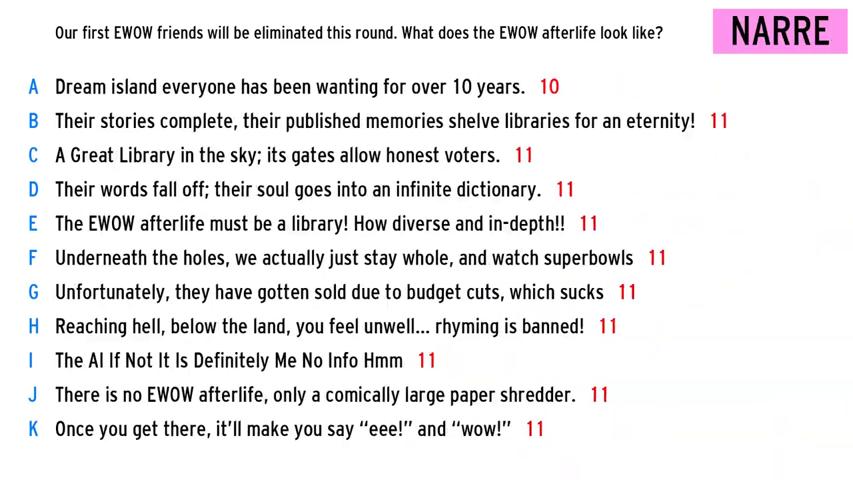 Our first EWOW friends will be eliminated this round. What does the EWOW afterlife look like?
NARRE
A Dream island everyone has been wanting for over 10 years. 10
B Their stories complete, their published memories shelve libraries for an eternity! 11
C A Great Library in the sky; its gates allow honest voters. 11
D Their words fall off; their soul goes into an infinite dictionary. 11
E The EWOW afterlife must be a library! How diverse and in-depth!! 11
F Underneath the holes, we actually just stay whole, and watch superbowls 11
G Unfortunately, they have gotten sold due to budget cuts, which sucks 11
H Reaching hell, below the land, you feel unwell... rhyming is banned! 11
I The AI If Not It Is Definitely Me No Info Hmm 11
J There is no EWOW afterlife, only a comically large paper shredder. 11
K Once you get there, it'll make you say “eee!” and “wow!” 11